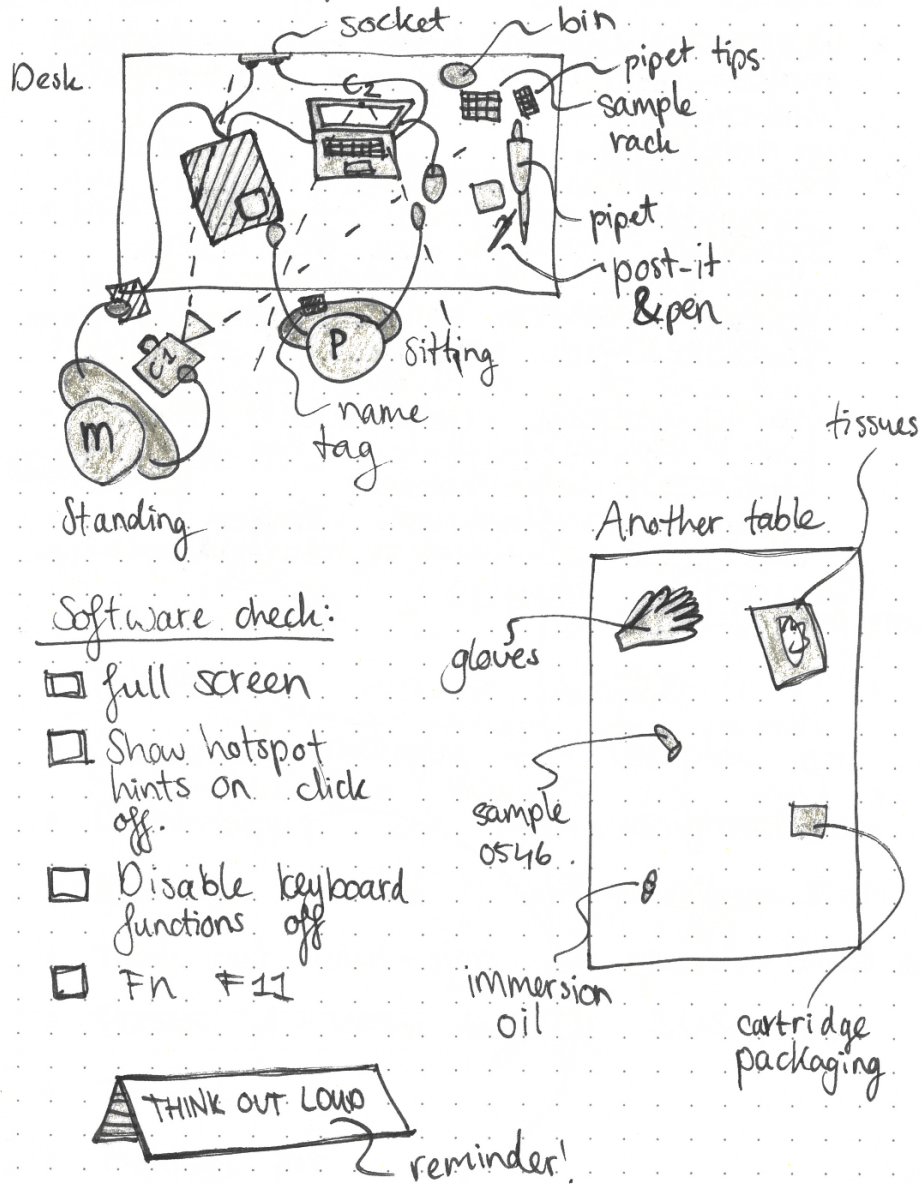 socket
bin
Desk
C2
pipet tips
sample
rack
pipet
post-it
& pen
P
Sitting
C1
name
tag
m
Standing
tissues
Another table
gloves
sample
0546
immersion
oil
cartridge
packaging
Software check:
full screen
Show hotspot
hints on click
off.
Disable keyboard
functions off
Fn F11
THINK OUT LOUD
reminder!